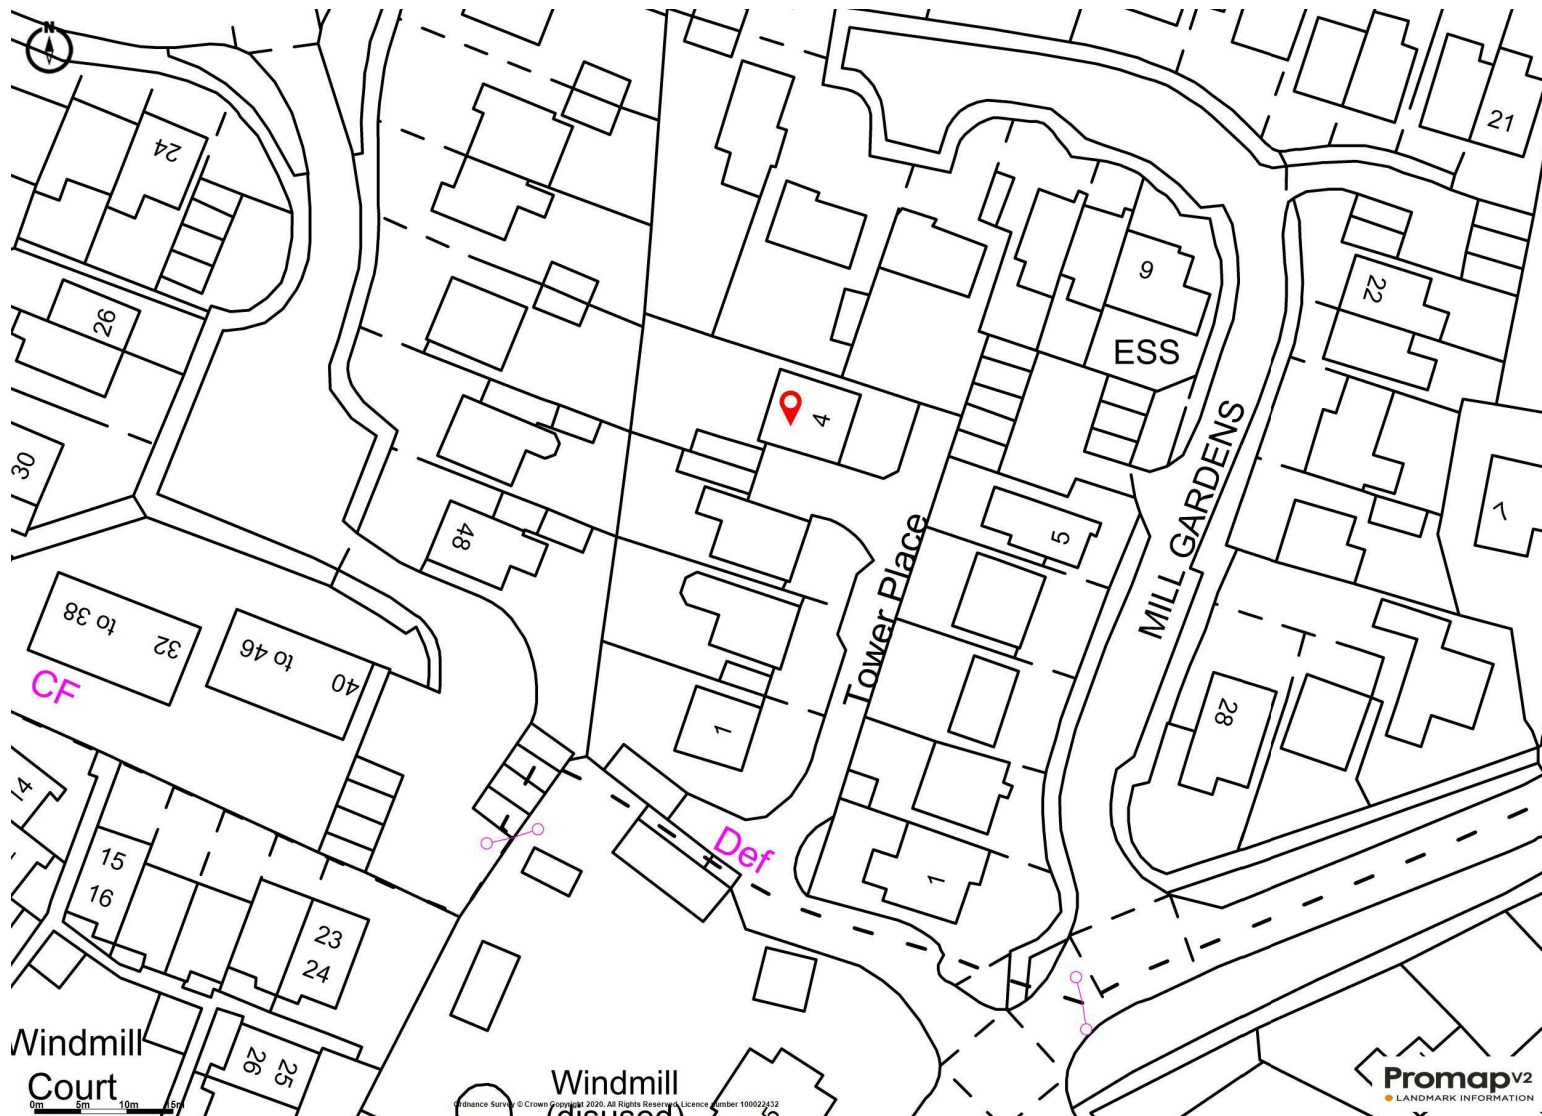 N
24
21
26
9
22
ESS
4
30
MILL GARDENS
7
48
5
Tower Place
32
to 38
40
to 46
CF
28
1
14
Def
15
16
1
23
24
Windmill
Court
26
25
Windmill
(disused)
Promap V2
LANDMARK INFORMATION
0m 5m 10m 15m
Ordnance Survey © Crown Copyright 2020. All Rights Reserved. Licence number 100022432